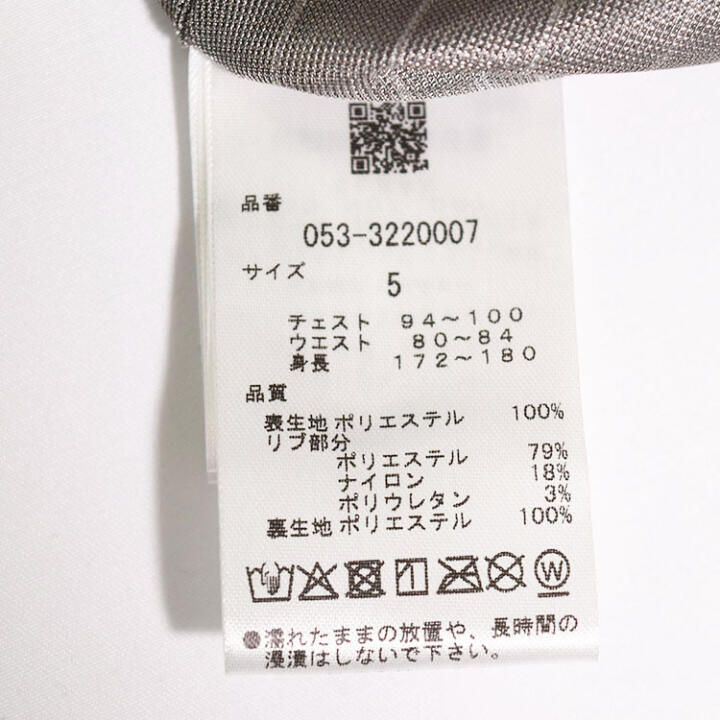 品番
053-3220007
サイズ
5
チェスト 94～100
ウエスト 80～84
身長 172～180
品質
表生地 ポリエステル 100%
リブ部分
ポリエステル 79%
ナイロン 18%
ポリウレタン 3%
裏生地 ポリエステル 100%
W
●濡れたままの放置や、長時間の
浸漬はしないで下さい。